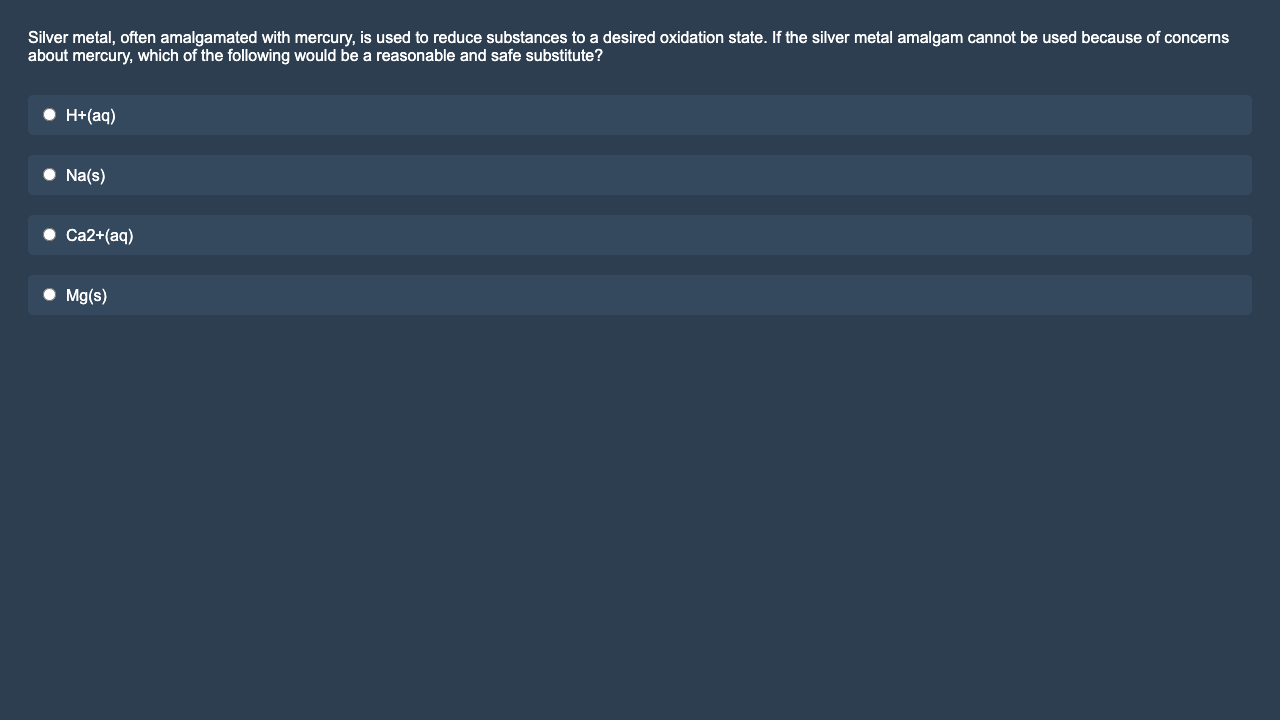 Silver metal, often amalgamated with mercury, is used to reduce substances to a desired oxidation state. If the silver metal amalgam cannot be used because of concerns
about mercury, which of the following would be a reasonable and safe substitute?
H+(aq)
Na(s)
Ca2+(aq)
Mg(s)